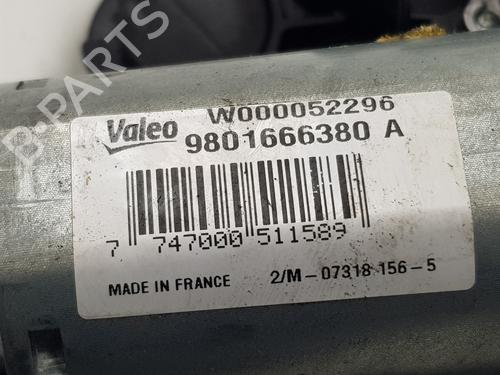 W000052296
Valeo
9801666380 A
7 747000 511589
MADE IN FRANCE 2/M-07318 156-5
B-Parts